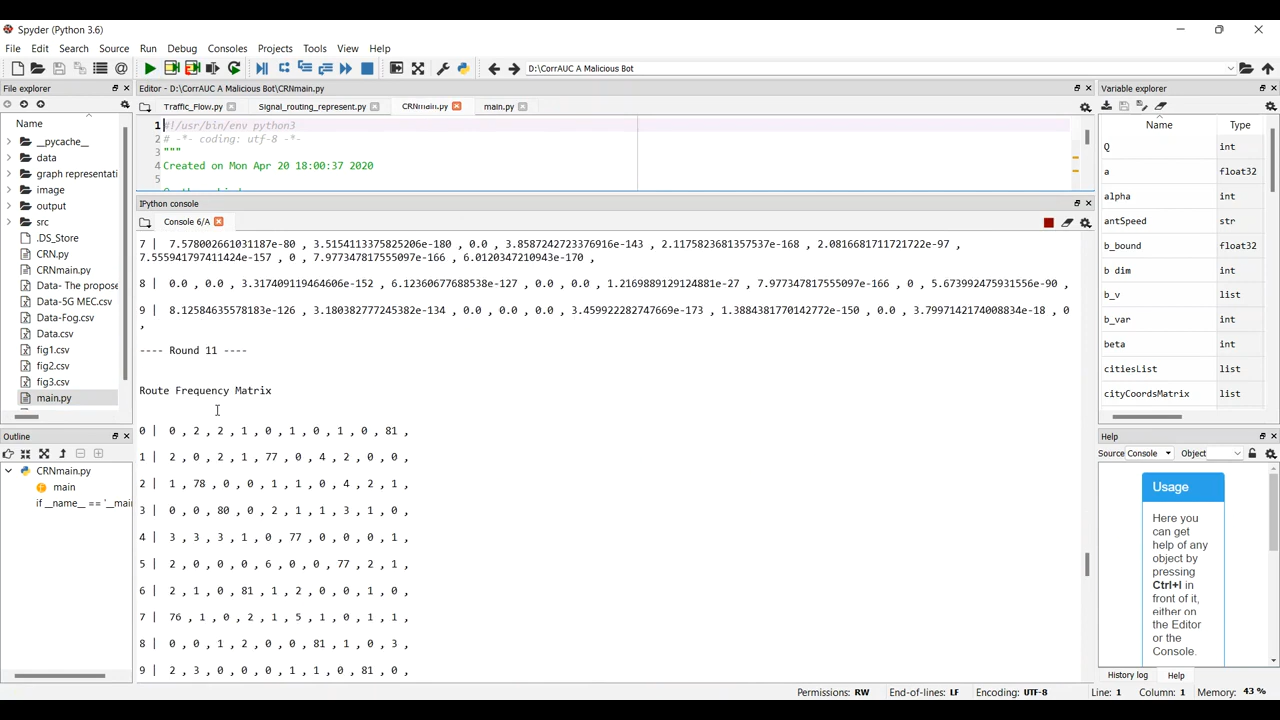 Spyder (Python 3.6)
File Edit Search Source Run Debug Consoles Projects Tools View Help
D:\CorrAUC A Malicious Bot
File explorer
Name
__pycache__
data
graph representati
image
output
src
.DS_Store
CRN.py
CRNmain.py
Data- The propose
Data-5G MEC.csv
Data-Fog.csv
Data.csv
fig1.csv
fig2.csv
fig3.csv
main.py
Outline
CRNmain.py
main
if __name__ == '__main
Editor - D:\CorrAUC A Malicious Bot\CRNmain.py
Traffic_Flow.py Signal_routing_represent.py CRNmain.py main.py
1 #!/usr/bin/env python3
2 # -*- coding: utf-8 -*-
3 """
4 Created on Mon Apr 20 18:00:37 2020
5
IPython console
Console 6/A
7 | 7.578002661031187e-80 , 3.5154113375825206e-180 , 0.0 , 3.8587242723376916e-143 , 2.1175823101357537e-168 , 2.0816681711721722e-97 ,
7.555941797411424e-157 , 0 , 7.977347817555097e-166 , 6.0120347210943e-170 ,
8 | 0.0 , 0.0 , 3.317409119464606e-152 , 6.12360677688538e-127 , 0.0 , 0.0 , 1.2169889129124881e-27 , 7.977347817555097e-166 , 0 , 5.673992475931556e-90 ,
9 | 8.12584635578183e-126 , 3.180382777245382e-134 , 0.0 , 0.0 , 0.0 , 3.459922282747669e-173 , 1.3884381770142772e-150 , 0.0 , 3.7997142174008834e-18 , 0
,
---- Round 11 ----
Route Frequency Matrix
0 | 0 , 2 , 2 , 1 , 0 , 1 , 0 , 1 , 0 , 81 ,
1 | 2 , 0 , 2 , 1 , 77 , 0 , 4 , 2 , 0 , 0 ,
2 | 1 , 78 , 0 , 0 , 1 , 1 , 0 , 4 , 2 , 1 ,
3 | 0 , 0 , 80 , 0 , 2 , 1 , 1 , 3 , 1 , 0 ,
4 | 3 , 3 , 3 , 1 , 0 , 77 , 0 , 0 , 0 , 1 ,
5 | 2 , 0 , 0 , 0 , 6 , 0 , 0 , 77 , 2 , 1 ,
6 | 2 , 1 , 0 , 81 , 1 , 2 , 0 , 0 , 1 , 0 ,
7 | 76 , 1 , 0 , 2 , 1 , 5 , 1 , 0 , 1 , 1 ,
8 | 0 , 0 , 1 , 2 , 0 , 0 , 81 , 1 , 0 , 3 ,
9 | 2 , 3 , 0 , 0 , 0 , 1 , 1 , 0 , 81 , 0 ,
Variable explorer
Name Type
Q int
a float32
alpha int
antSpeed str
b_bound float32
b dim int
b_v list
b_var int
beta int
citiesList list
cityCoordsMatrix list
Help
Source Console Object
Usage
Here you
can get
help of any
object by
pressing
Ctrl+I in
front of it,
either on
the Editor
or the
Console.
History log Help
Permissions: RW End-of-lines: LF Encoding: UTF-8 Line: 1 Column: 1 Memory: 43 %